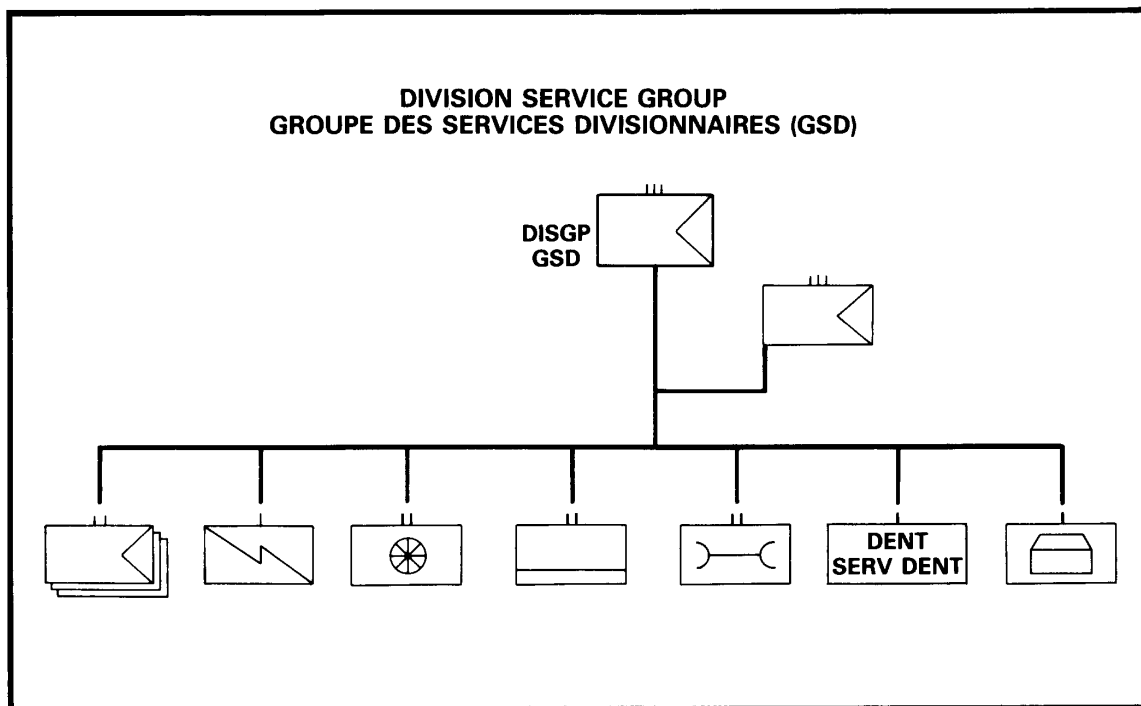 DIVISION SERVICE GROUP
GROUPE DES SERVICES DIVISIONNAIRES (GSD)
DISGP
GSD
DENT
SERV DENT